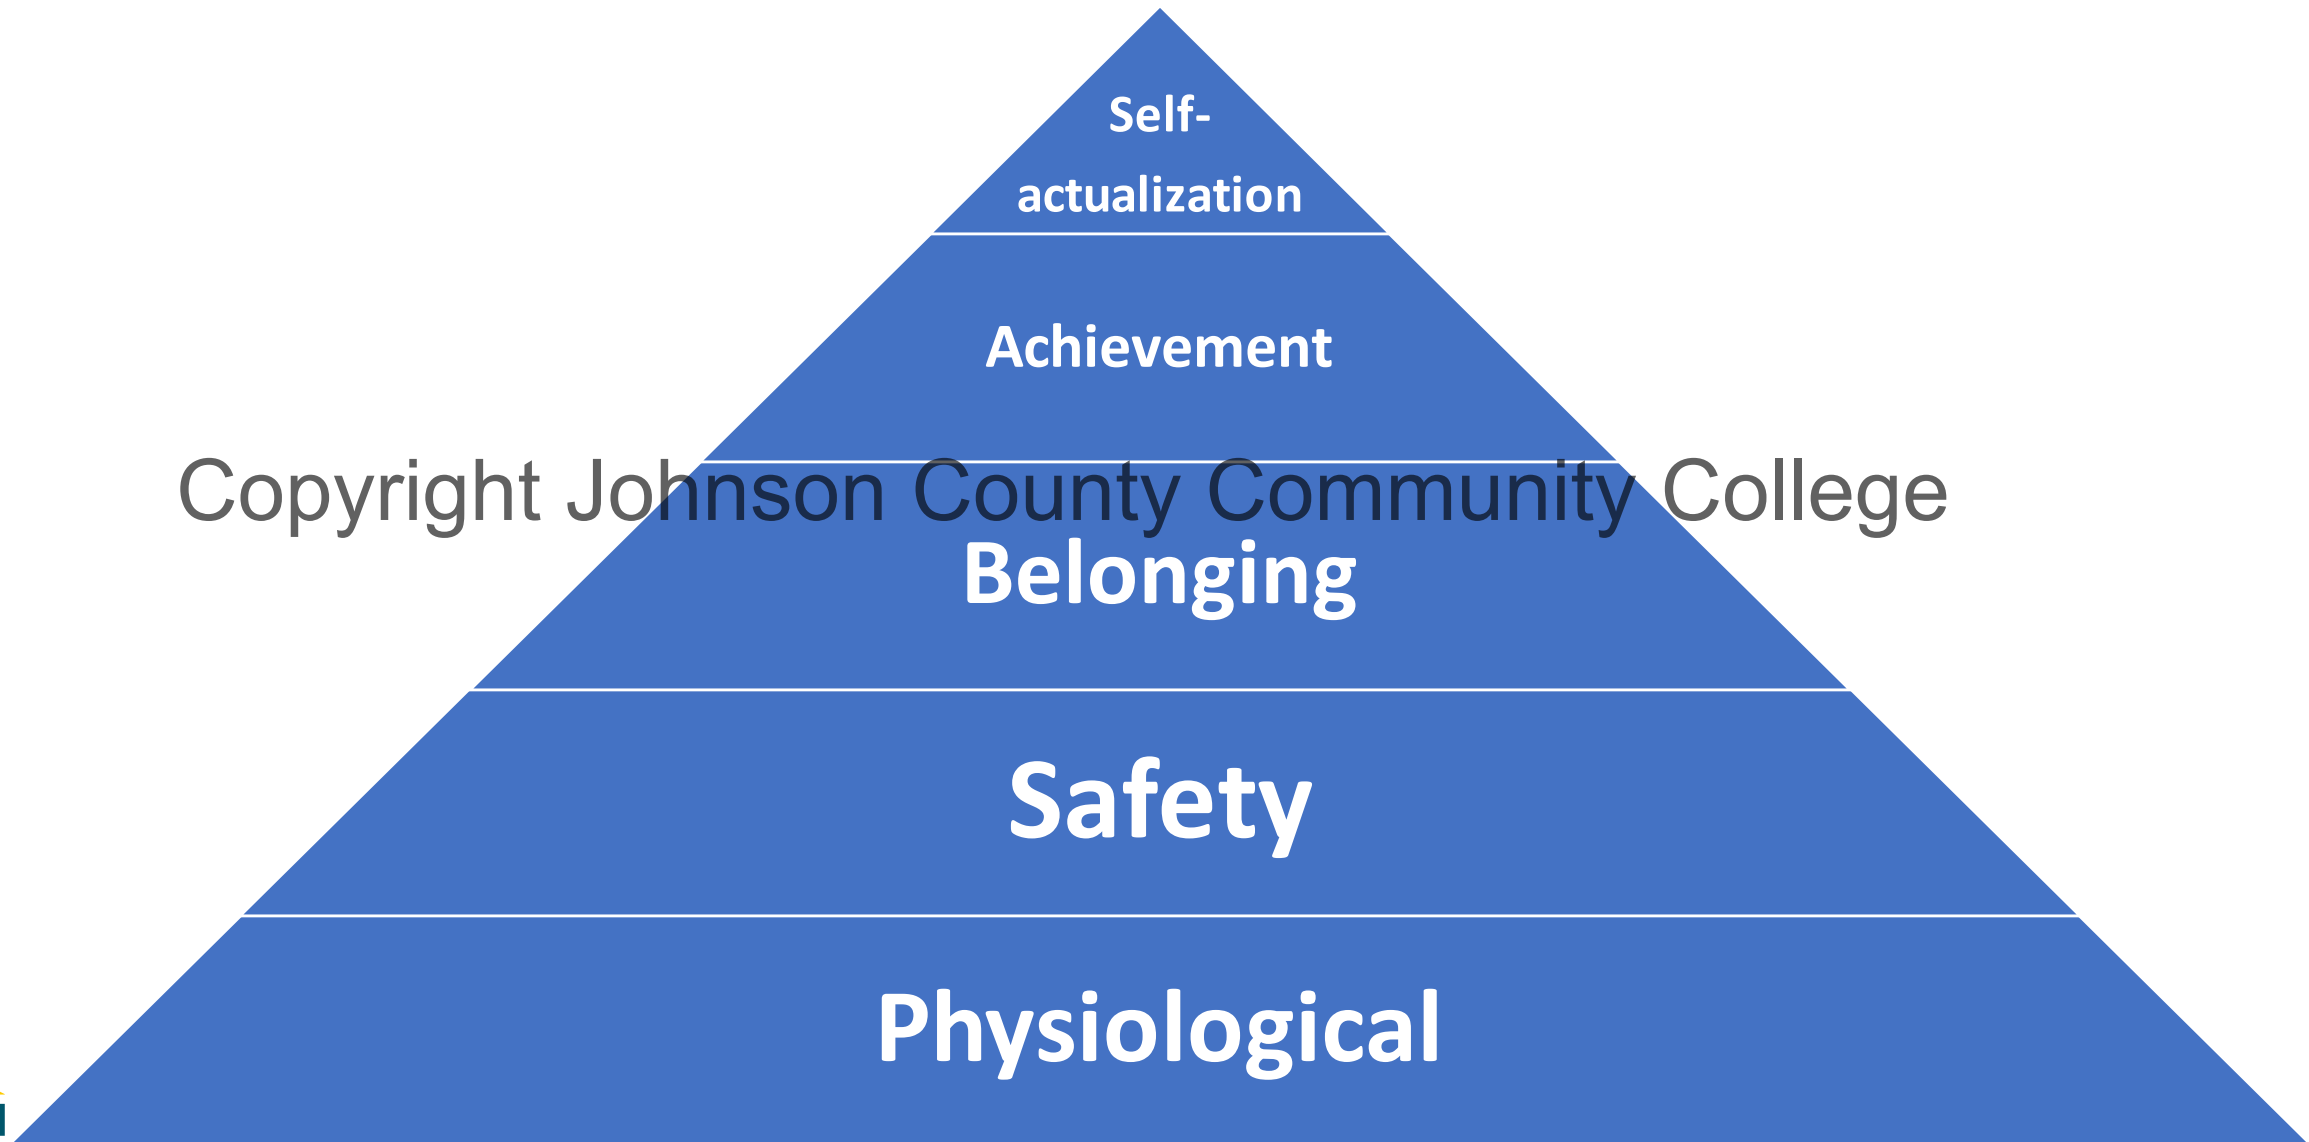 Self-
actualization
Achievement
Copyright Johnson County Community College
Belonging
Safety
Physiological